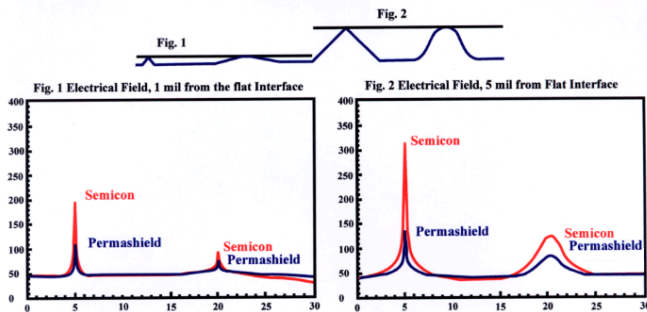 Fig. 2
Fig. 1
Fig. 1 Electrical Field, 1 mil from the flat Interface
400
350
300
250
200
150
100
50
0
Semicon
Permashield
Semicon
Permashield
0 5 10 15 20 25 30
Fig. 2 Electrical Field, 5 mil from Flat Interface
400
350
300
250
200
150
100
50
0
Semicon
Permashield
Semicon
Permashield
0 5 10 15 20 25 30